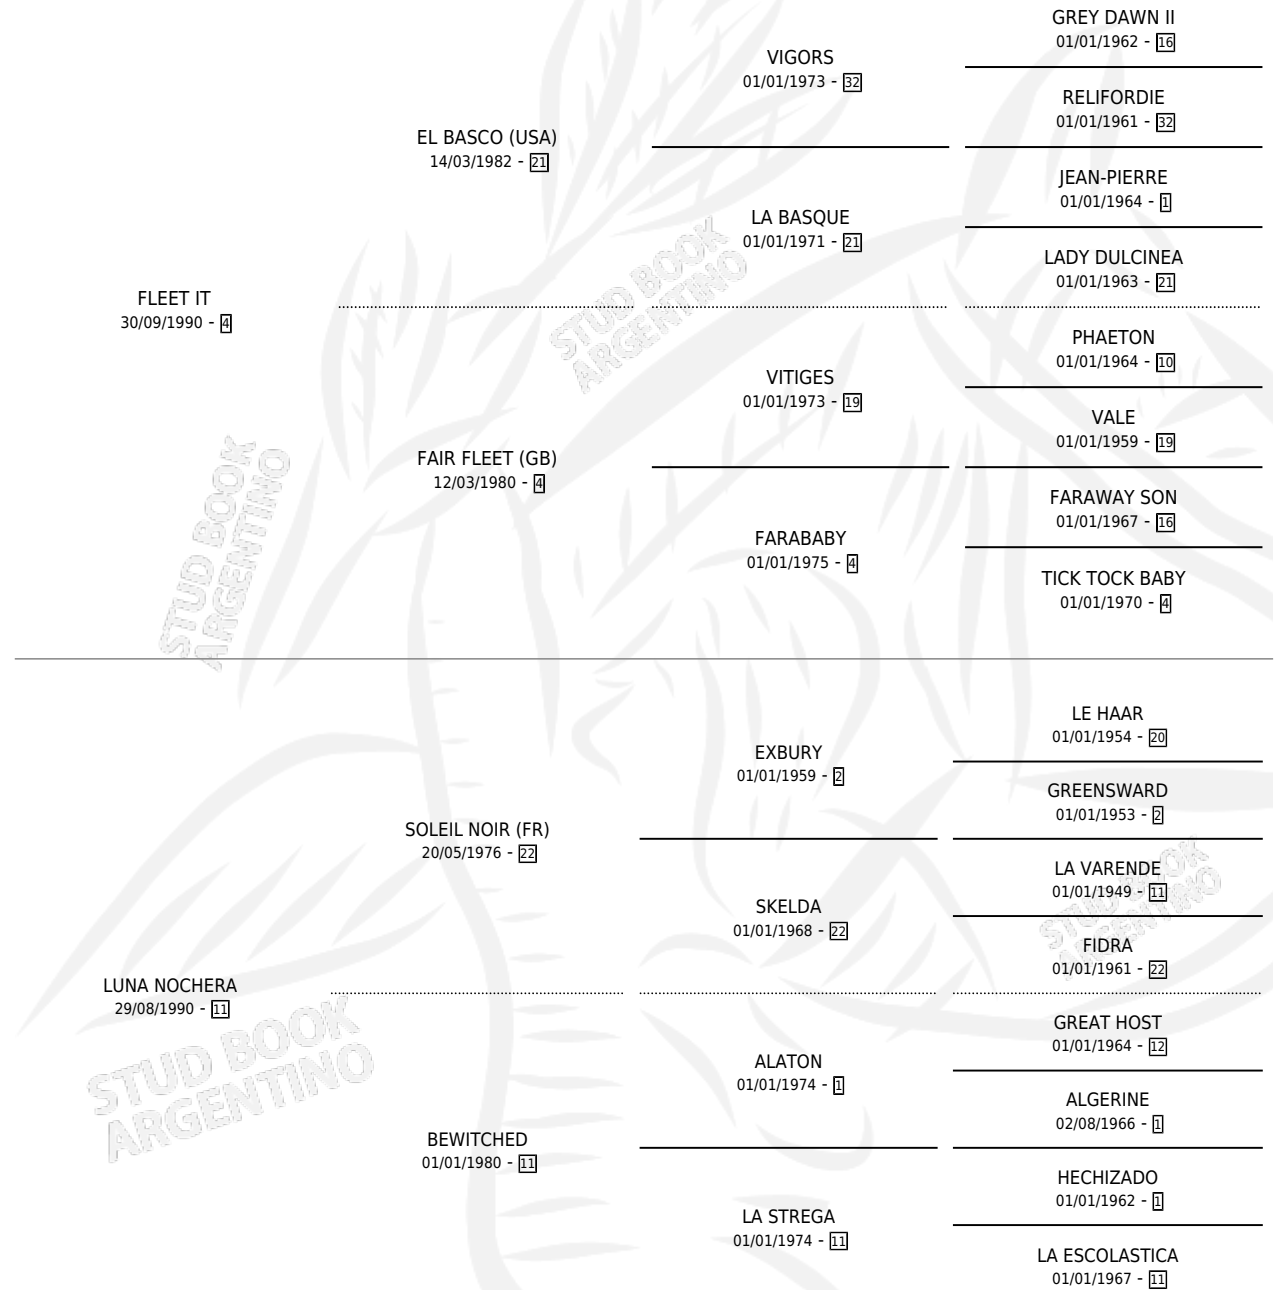 GREY DAWN II
01/01/1962 - 16
VIGORS
01/01/1973 - 32
RELIFORDIE
01/01/1961 - 32
EL BASCO (USA)
14/03/1982 - 21
JEAN-PIERRE
01/01/1964 - 1
LA BASQUE
01/01/1971 - 21
LADY DULCINEA
01/01/1963 - 21
FLEET IT
30/09/1990 - 4
STUD BOOK
ARGENTINO
PHAETON
01/01/1964 - 10
VITIGES
01/01/1973 - 19
VALE
01/01/1959 - 19
FAIR FLEET (GB)
12/03/1980 - 4
FARAWAY SON
01/01/1967 - 16
FARABABY
01/01/1975 - 4
TICK TOCK BABY
01/01/1970 - 4
STUD BOOK
ARGENTINO
LE HAAR
01/01/1954 - 20
EXBURY
01/01/1959 - 2
GREENSWARD
01/01/1953 - 2
SOLEIL NOIR (FR)
20/05/1976 - 22
LA VARENDE
01/01/1949 - 11
SKELDA
01/01/1968 - 22
STUD BOOK
ARGENTINO
FIDRA
01/01/1961 - 22
LUNA NOCHERA
29/08/1990 - 11
GREAT HOST
01/01/1964 - 12
STUD BOOK
ARGENTINO
ALATON
01/01/1974 - 1
ALGERINE
02/08/1966 - 1
BEWITCHED
01/01/1980 - 11
HECHIZADO
01/01/1962 - 1
LA STREGA
01/01/1974 - 11
LA ESCOLASTICA
01/01/1967 - 11